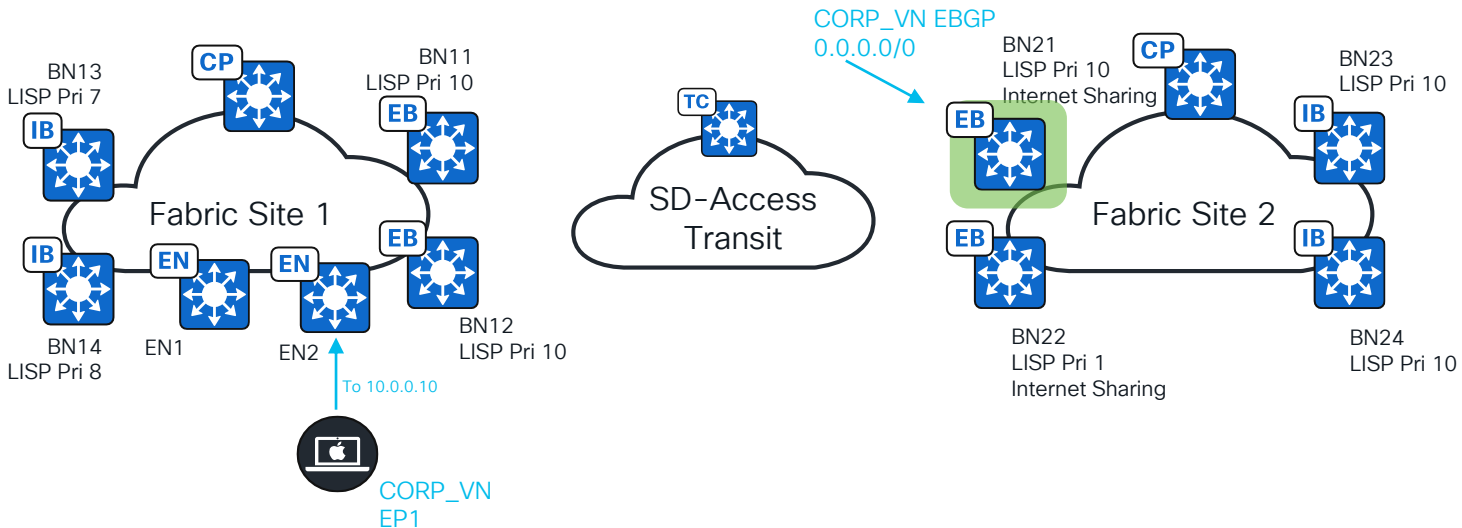 CORP_VN EBGP
0.0.0.0/0
BN13
LISP Pri 7
IB
CP
BN11
LISP Pri 10
EB
Fabric Site 1
IB
BN14
LISP Pri 8
EN
EN1
EN
EN2
EB
BN12
LISP Pri 10
To 10.0.0.10
CORP_VN
EP1
TC
SD-Access
Transit
BN21
LISP Pri 10
Internet Sharing
EB
CP
BN23
LISP Pri 10
IB
Fabric Site 2
EB
BN22
LISP Pri 1
Internet Sharing
IB
BN24
LISP Pri 10